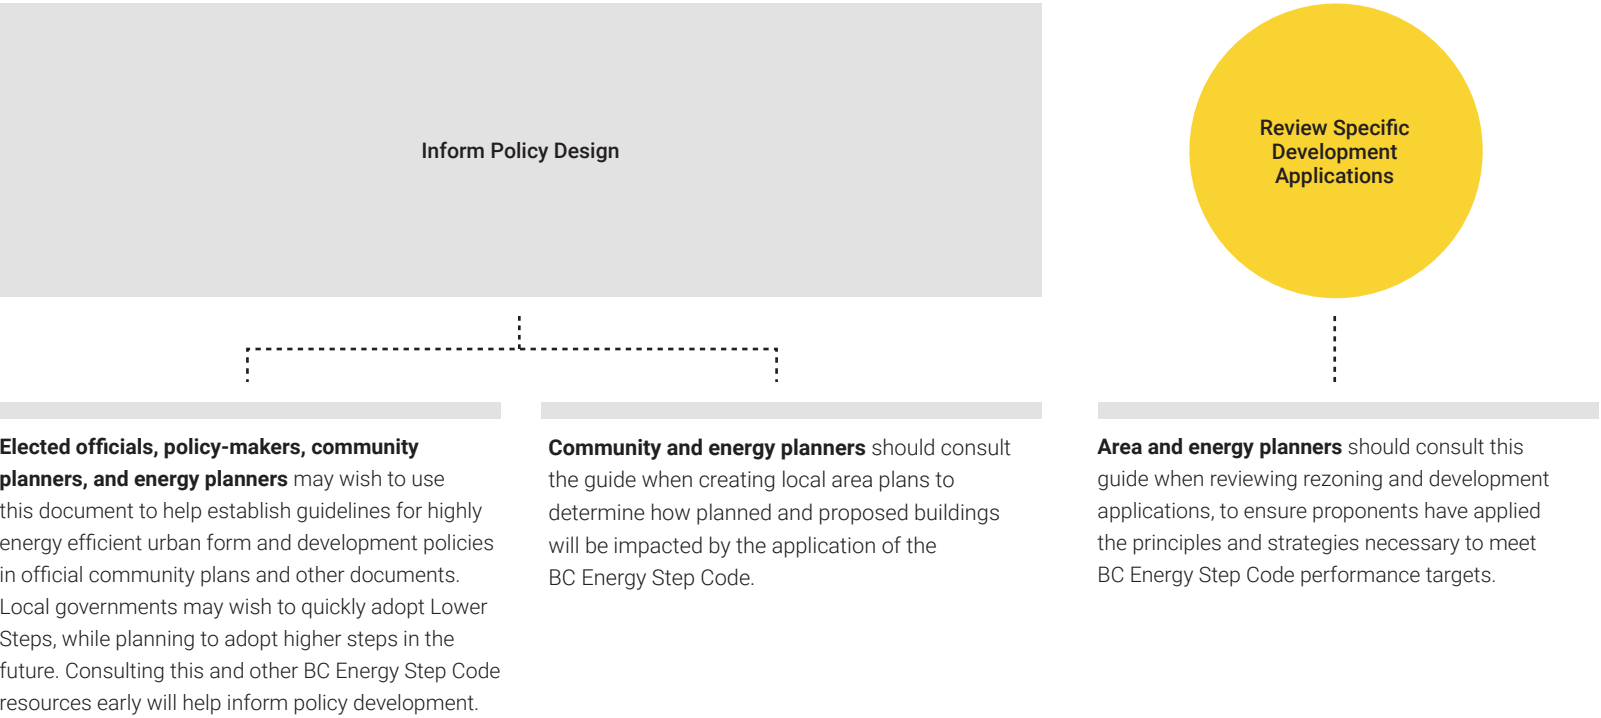 Inform Policy Design
Review Specific
Development
Applications
Elected officials, policy-makers, community
planners, and energy planners may wish to use
this document to help establish guidelines for highly
energy efficient urban form and development policies
in official community plans and other documents.
Local governments may wish to quickly adopt Lower
Steps, while planning to adopt higher steps in the
future. Consulting this and other BC Energy Step Code
resources early will help inform policy development.
Community and energy planners should consult
the guide when creating local area plans to
determine how planned and proposed buildings
will be impacted by the application of the
BC Energy Step Code.
Area and energy planners should consult this
guide when reviewing rezoning and development
applications, to ensure proponents have applied
the principles and strategies necessary to meet
BC Energy Step Code performance targets.